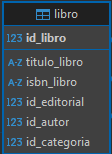 libro
123 id_libro
A-Z titulo_libro
A-Z isbn_libro
123 id_editorial
123 id_autor
123 id_categoria